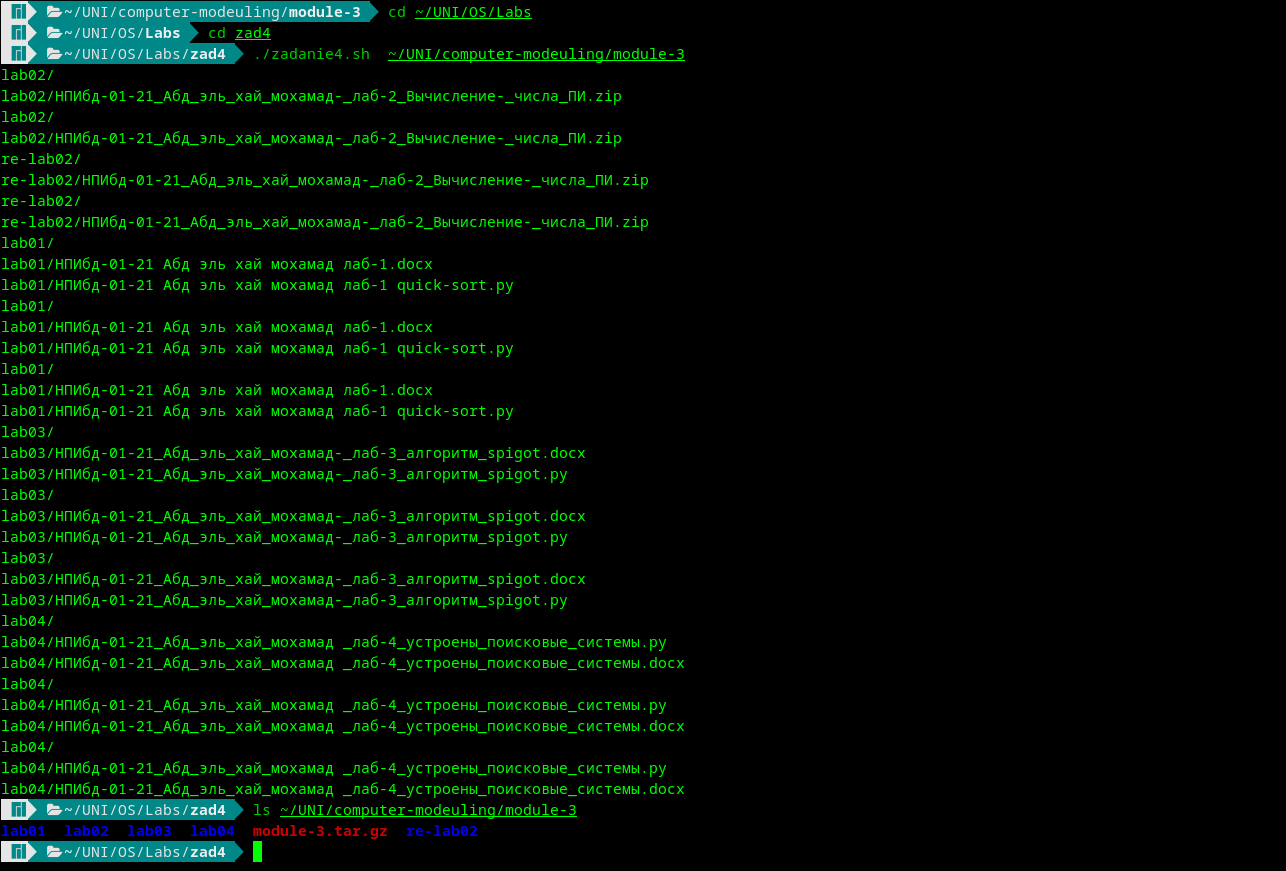 ~/UNI/computer-modeuling/module-3 cd ~/UNI/OS/Labs
~/UNI/OS/Labs cd zad4
~/UNI/OS/Labs/zad4 ./zadanie4.sh  ~/UNI/computer-modeuling/module-3
lab02/
lab02/НПИбд-01-21_Абд_эль_хай_мохамад-_лаб-2_Вычисление-_числа_ПИ.zip
lab02/
lab02/НПИбд-01-21_Абд_эль_хай_мохамад-_лаб-2_Вычисление-_числа_ПИ.zip
re-lab02/
re-lab02/НПИбд-01-21_Абд_эль_хай_мохамад-_лаб-2_Вычисление-_числа_ПИ.zip
re-lab02/
re-lab02/НПИбд-01-21_Абд_эль_хай_мохамад-_лаб-2_Вычисление-_числа_ПИ.zip
lab01/
lab01/НПИбд-01-21 Абд эль хай мохамад лаб-1.docx
lab01/НПИбд-01-21 Абд эль хай мохамад лаб-1 quick-sort.py
lab01/
lab01/НПИбд-01-21 Абд эль хай мохамад лаб-1.docx
lab01/НПИбд-01-21 Абд эль хай мохамад лаб-1 quick-sort.py
lab01/
lab01/НПИбд-01-21 Абд эль хай мохамад лаб-1.docx
lab01/НПИбд-01-21 Абд эль хай мохамад лаб-1 quick-sort.py
lab03/
lab03/НПИбд-01-21_Абд_эль_хай_мохамад-_лаб-3_алгоритм_spigot.docx
lab03/НПИбд-01-21_Абд_эль_хай_мохамад-_лаб-3_алгоритм_spigot.py
lab03/
lab03/НПИбд-01-21_Абд_эль_хай_мохамад-_лаб-3_алгоритм_spigot.docx
lab03/НПИбд-01-21_Абд_эль_хай_мохамад-_лаб-3_алгоритм_spigot.py
lab03/
lab03/НПИбд-01-21_Абд_эль_хай_мохамад-_лаб-3_алгоритм_spigot.docx
lab03/НПИбд-01-21_Абд_эль_хай_мохамад-_лаб-3_алгоритм_spigot.py
lab04/
lab04/НПИбд-01-21_Абд_эль_хай_мохамад _лаб-4_устроены_поисковые_системы.py
lab04/НПИбд-01-21_Абд_эль_хай_мохамад _лаб-4_устроены_поисковые_системы.docx
lab04/
lab04/НПИбд-01-21_Абд_эль_хай_мохамад _лаб-4_устроены_поисковые_системы.py
lab04/НПИбд-01-21_Абд_эль_хай_мохамад _лаб-4_устроены_поисковые_системы.docx
lab04/
lab04/НПИбд-01-21_Абд_эль_хай_мохамад _лаб-4_устроены_поисковые_системы.py
lab04/НПИбд-01-21_Абд_эль_хай_мохамад _лаб-4_устроены_поисковые_системы.docx
~/UNI/OS/Labs/zad4 ls ~/UNI/computer-modeuling/module-3
lab01  lab02  lab03  lab04  module-3.tar.gz  re-lab02
~/UNI/OS/Labs/zad4